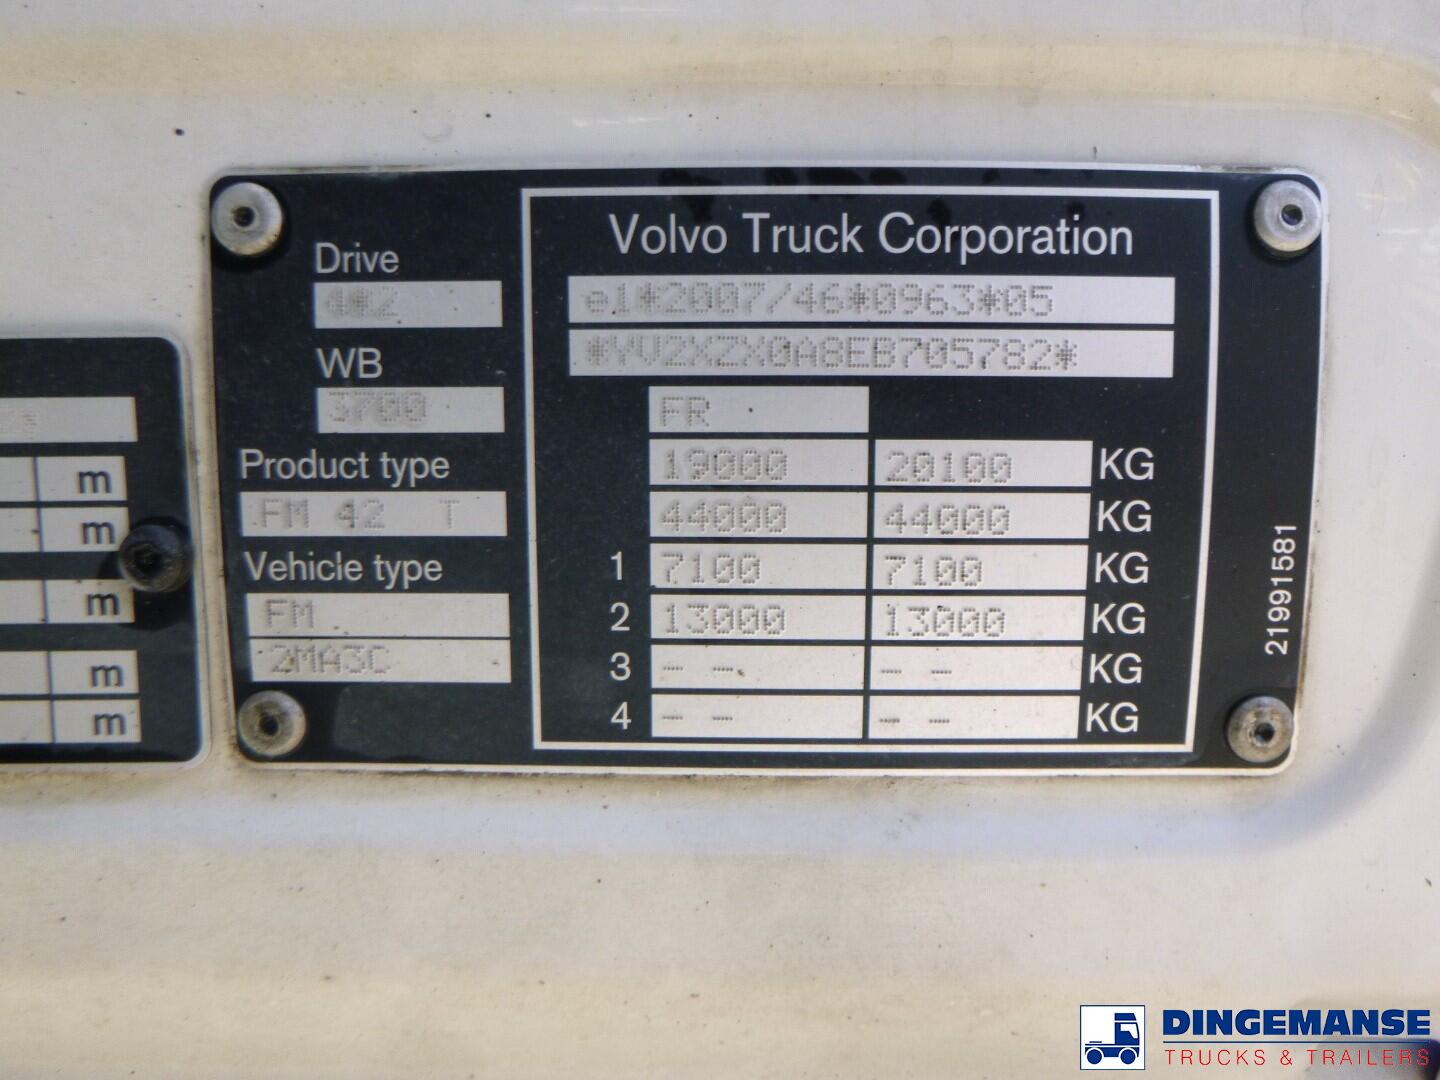 Drive
4*2
WB
3700
Product type
FM 42 T
Vehicle type
FM
2MA3C
Volvo Truck Corporation
e1*2007/46*0963*05
*YV2XZX0A8EB705782*
FR
19000 20100 KG
44000 44000 KG
1 7100 7100 KG
2 13000 13000 KG
3 -- -- KG
4 -- -- KG
21991581
m
m
m
m
m
DINGEMANSE
TRUCKS & TRAILERS